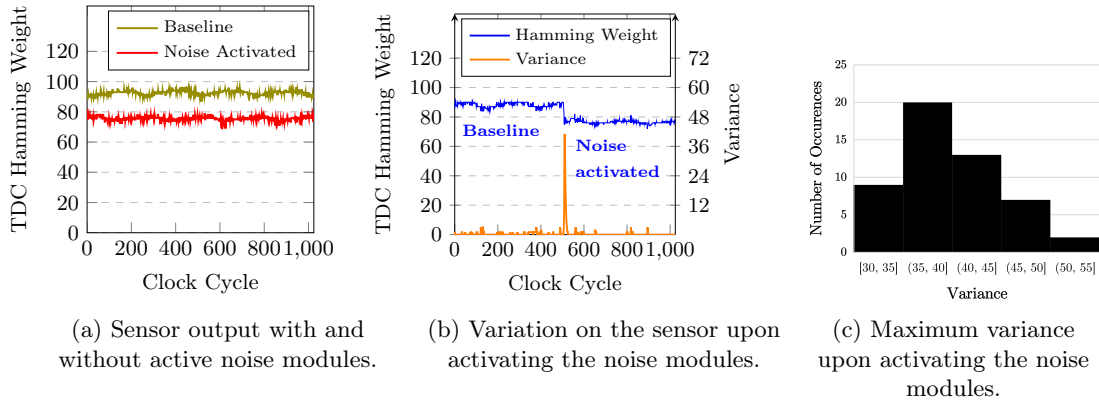 TDC Hamming Weight
120
100
80
60
40
20
0
0 200 400 600 800 1,000
Clock Cycle
Baseline
Noise Activated
(a) Sensor output with and
without active noise modules.
TDC Hamming Weight
120
100
80
60
40
20
0
0 200 400 600 800 1,000
Clock Cycle
Hamming Weight
Variance
Baseline
Noise
activated
72
60
48
36
24
12
0
Variance
(b) Variation on the sensor upon
activating the noise modules.
Number of Occurences
25
20
15
10
5
0
[30, 35] (35, 40] (40, 45] (45, 50] (50, 55]
Variance
(c) Maximum variance
upon activating the noise
modules.